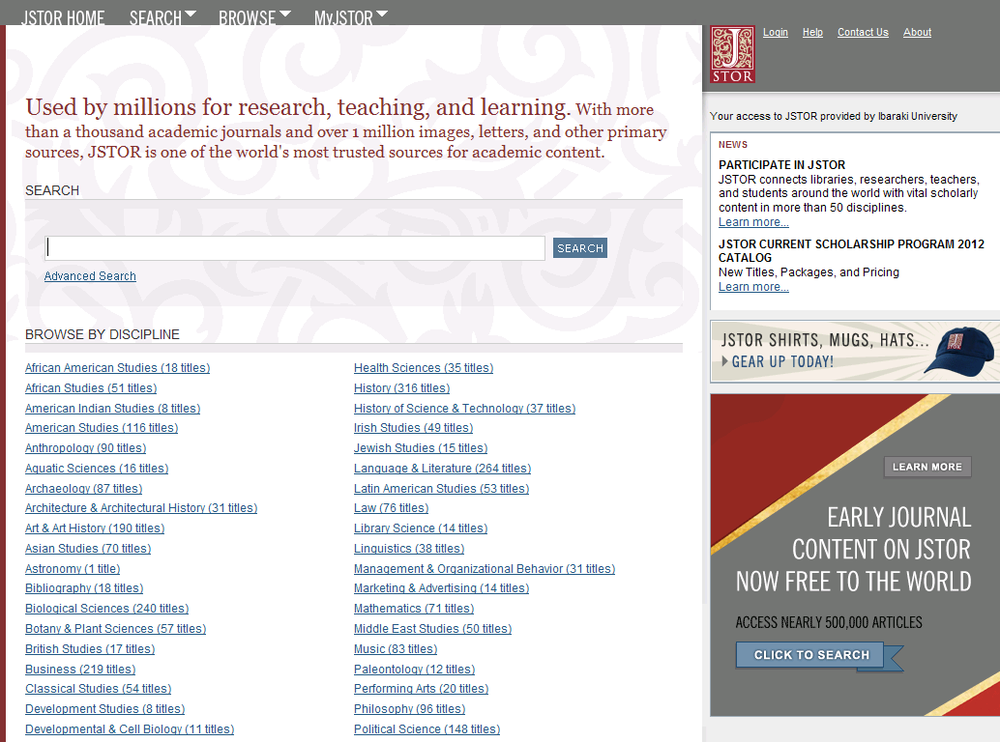 JSTOR HOME SEARCH BROWSE MyJSTOR
Used by millions for research, teaching, and learning. With more
than a thousand academic journals and over 1 million images, letters, and other primary
sources, JSTOR is one of the world's most trusted sources for academic content.
SEARCH
SEARCH
Advanced Search
BROWSE BY DISCIPLINE
African American Studies (18 titles)
African Studies (51 titles)
American Indian Studies (8 titles)
American Studies (116 titles)
Anthropology (90 titles)
Aquatic Sciences (16 titles)
Archaeology (87 titles)
Architecture & Architectural History (31 titles)
Art & Art History (190 titles)
Asian Studies (70 titles)
Astronomy (1 title)
Bibliography (18 titles)
Biological Sciences (240 titles)
Botany & Plant Sciences (57 titles)
British Studies (17 titles)
Business (219 titles)
Classical Studies (54 titles)
Development Studies (8 titles)
Developmental & Cell Biology (11 titles)
Health Sciences (35 titles)
History (316 titles)
History of Science & Technology (37 titles)
Irish Studies (49 titles)
Jewish Studies (15 titles)
Language & Literature (264 titles)
Latin American Studies (53 titles)
Law (76 titles)
Library Science (14 titles)
Linguistics (38 titles)
Management & Organizational Behavior (31 titles)
Marketing & Advertising (14 titles)
Mathematics (71 titles)
Middle East Studies (50 titles)
Music (83 titles)
Paleontology (12 titles)
Performing Arts (20 titles)
Philosophy (96 titles)
Political Science (148 titles)
J
STOR
Login Help Contact Us About
Your access to JSTOR provided by Ibaraki University
NEWS
PARTICIPATE IN JSTOR
JSTOR connects libraries, researchers, teachers,
and students around the world with vital scholarly
content in more than 50 disciplines.
Learn more...
JSTOR CURRENT SCHOLARSHIP PROGRAM 2012
CATALOG
New Titles, Packages, and Pricing
Learn more...
JSTOR SHIRTS, MUGS, HATS...
GEAR UP TODAY!
LEARN MORE
EARLY JOURNAL
CONTENT ON JSTOR
NOW FREE TO THE WORLD
ACCESS NEARLY 500,000 ARTICLES
CLICK TO SEARCH